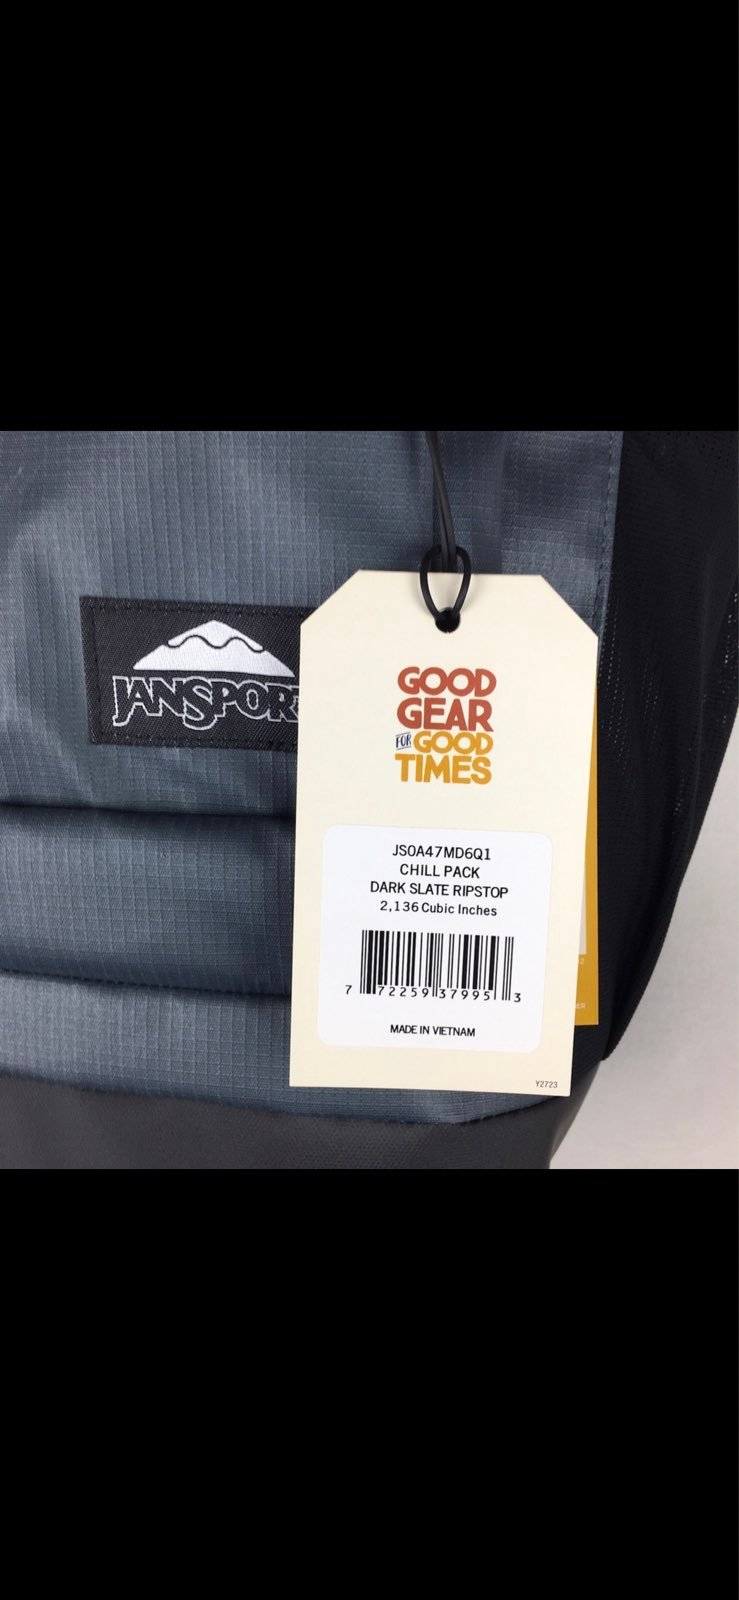 JANSPOR
GOOD
GEAR
FOR GOOD
TIMES
JS0A47MD6Q1
CHILL PACK
DARK SLATE RIPSTOP
2,136 Cubic Inches
7 72259 37995 3
MADE IN VIETNAM
Y2723